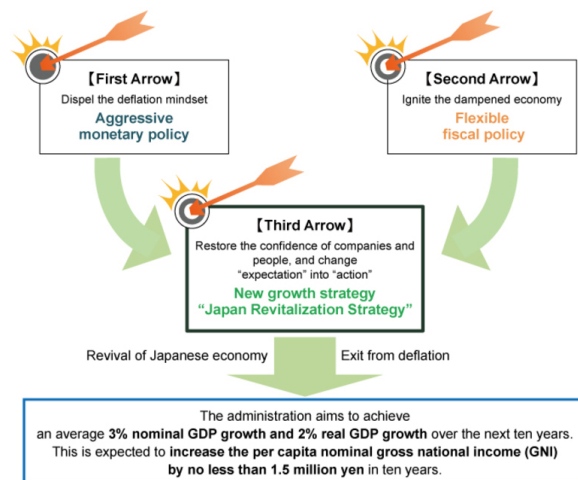 【First Arrow】
Dispel the deflation mindset
Aggressive
monetary policy
【Second Arrow】
Ignite the dampened economy
Flexible
fiscal policy
【Third Arrow】
Restore the confidence of companies and
people, and change
“expectation” into “action”
New growth strategy
“Japan Revitalization Strategy”
Revival of Japanese economy
Exit from deflation
The administration aims to achieve
an average 3% nominal GDP growth and 2% real GDP growth over the next ten years.
This is expected to increase the per capita nominal gross national income (GNI)
by no less than 1.5 million yen in ten years.